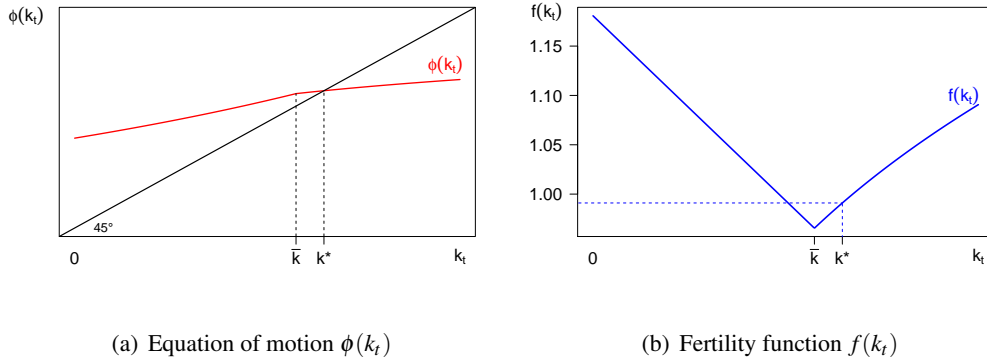 ϕ(kₜ)
ϕ(kₜ)
45°
0
k̅
k*
kₜ
(a) Equation of motion ϕ(kₜ)
f(kₜ)
1.15
1.10
1.05
1.00
f(kₜ)
0
k̅
k*
kₜ
(b) Fertility function f(kₜ)